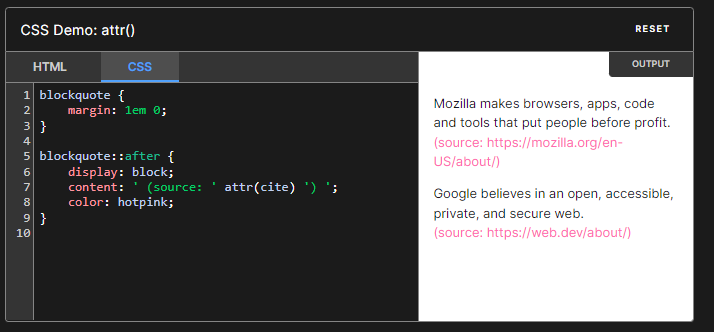 CSS Demo: attr()
RESET
HTML
CSS
1 blockquote {
2     margin: 1em 0;
3 }
4
5 blockquote::after {
6     display: block;
7     content: ' (source: ' attr(cite) ') ';
8     color: hotpink;
9 }
10
OUTPUT
Mozilla makes browsers, apps, code
and tools that put people before profit.
(source: https://mozilla.org/en-
US/about/)
Google believes in an open, accessible,
private, and secure web.
(source: https://web.dev/about/)